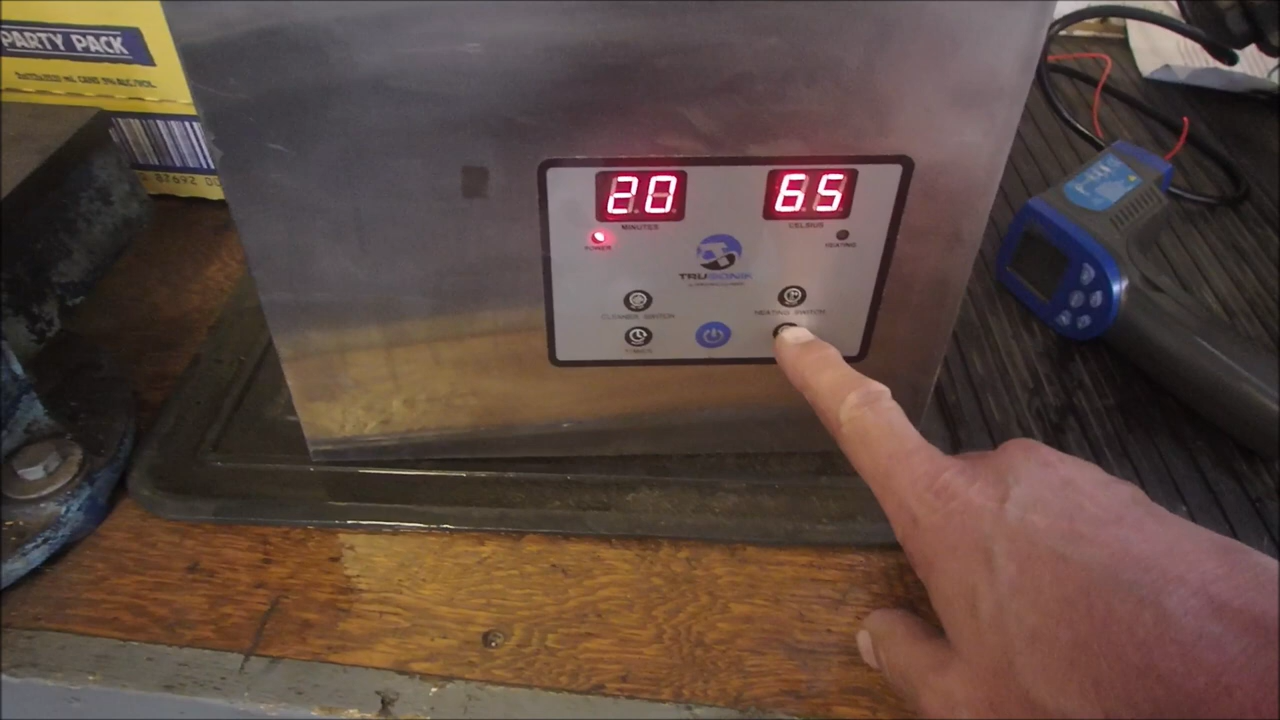 PARTY PACK
20
65
MINUTES
CELSIUS
POWER
HEATING
TRUSONIK
CLEANER SWITCH
HEATING SWITCH
TIMER